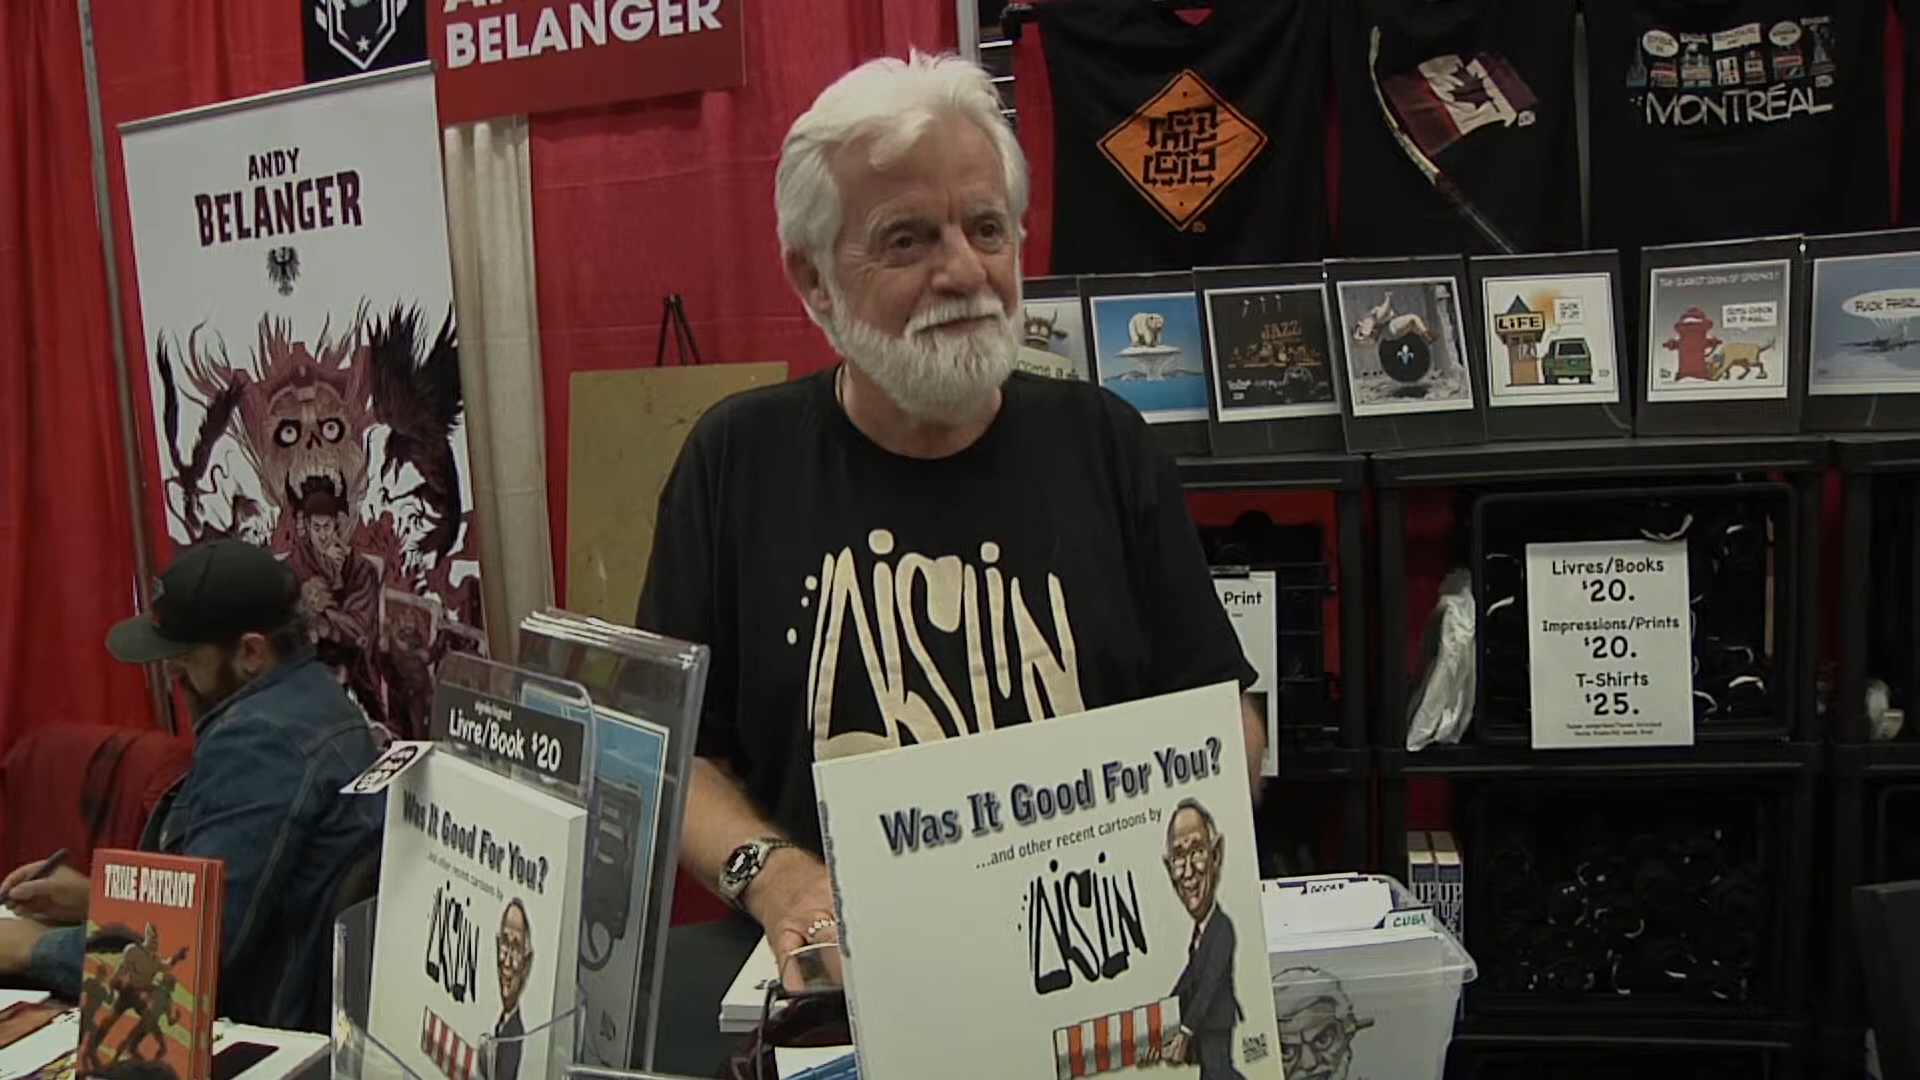 BELANGER
ANDY
BELANGER
MONTRÉAL
JAZZ
LIFE
Livres/Books
$20.
Impressions/Prints
$20.
T-Shirts
$25.
Print
AISLIN
Livre/Book $20
Was It Good For You?
...and other recent cartoons by
AISLIN
Was It Good For You?
...and other recent cartoons by
AISLIN
TRUE PATRIOT
CUBA
UP UP